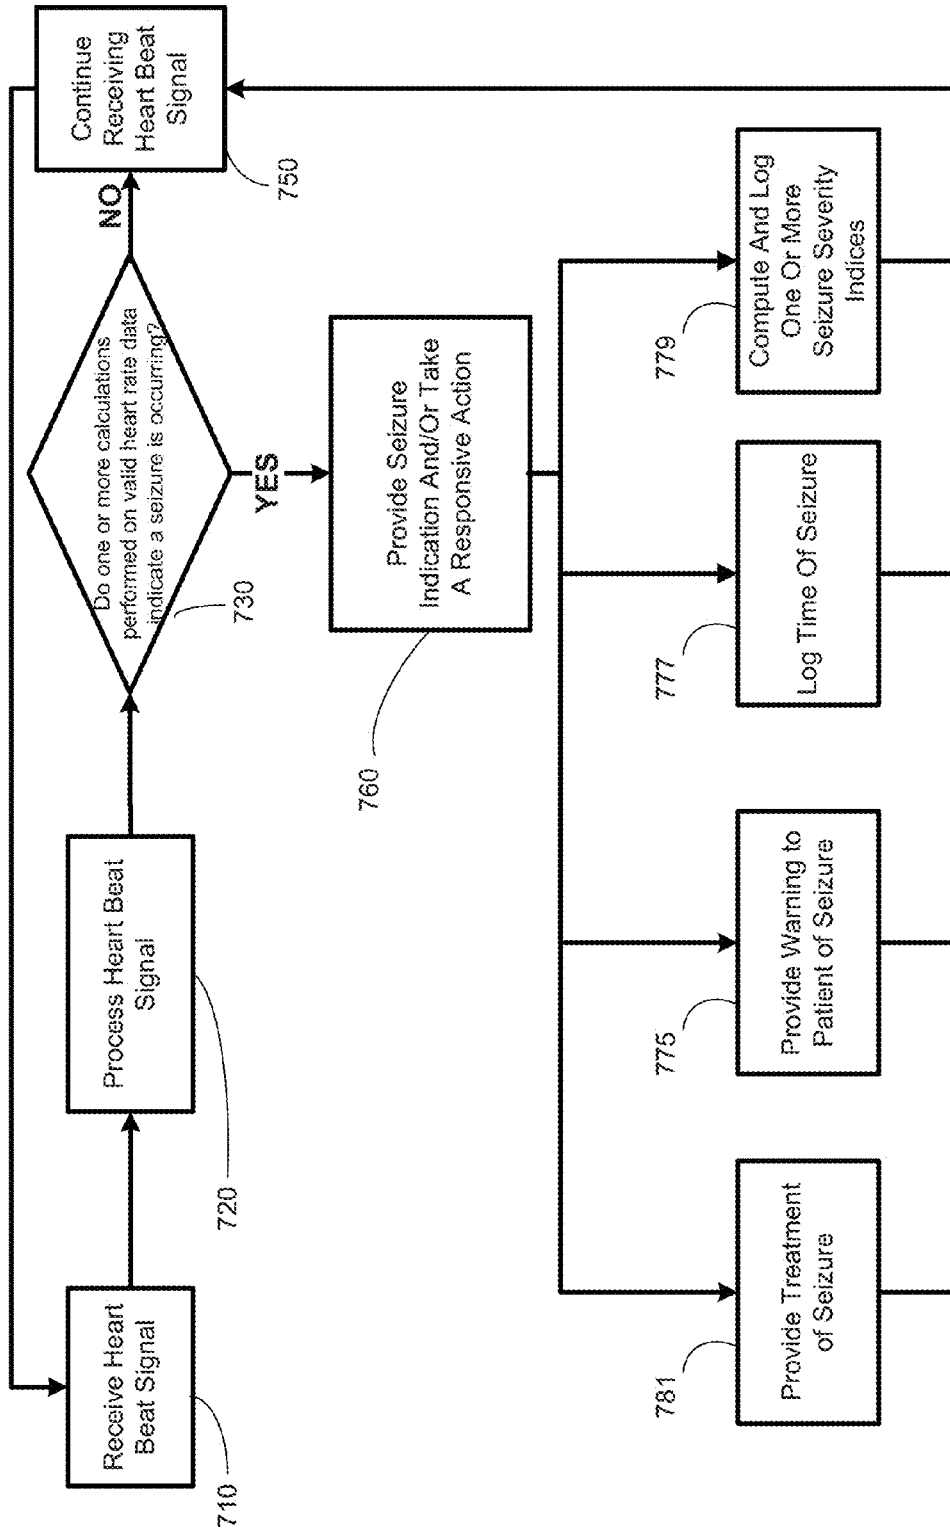 Receive Heart
Beat Signal
710
Process Heart Beat
Signal
720
Do one or more calculations
performed on valid heart rate data
indicate a seizure is occurring?
730
NO
Continue
Receiving
Heart Beat
Signal
750
YES
Provide Seizure
Indication And/Or Take
A Responsive Action
760
781
Provide Treatment
of Seizure
775
Provide Warning to
Patient of Seizure
777
Log Time Of Seizure
779
Compute And Log
One Or More
Seizure Severity
Indices